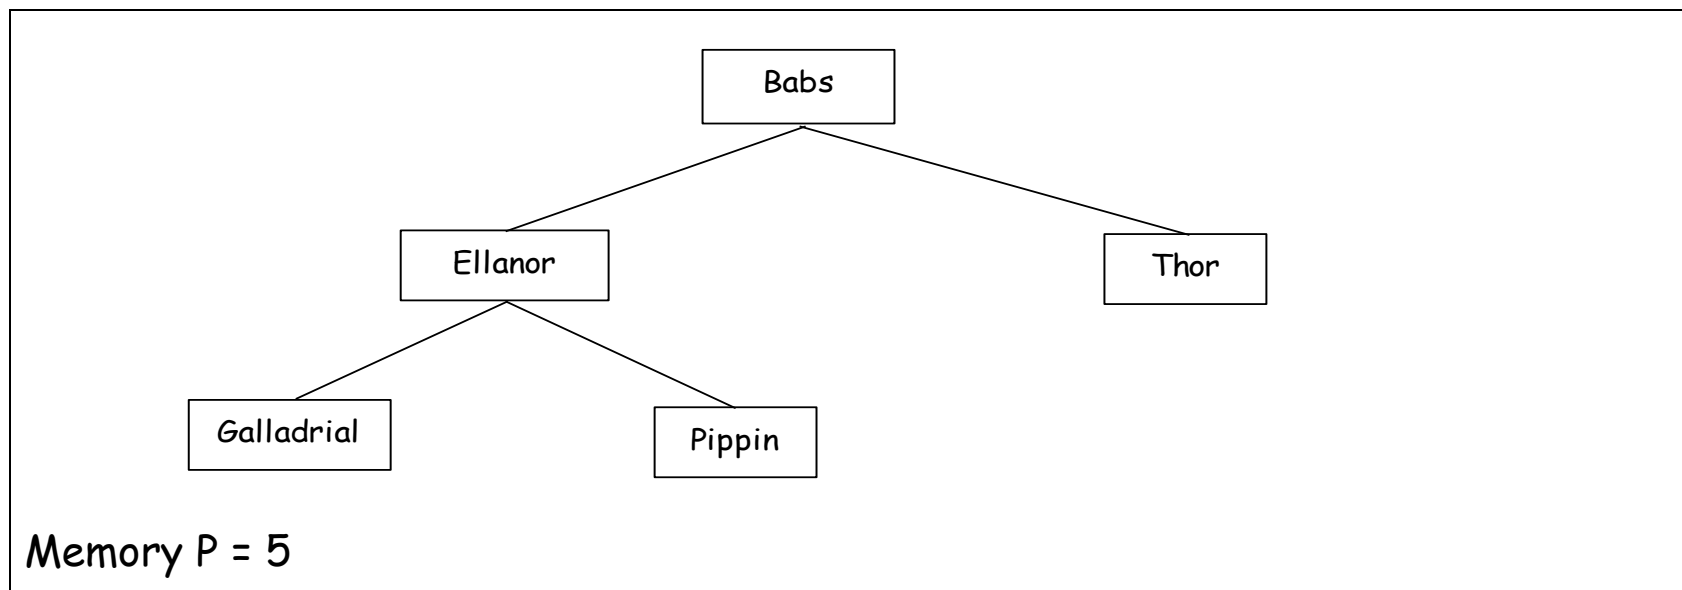 Babs
Ellanor
Thor
Galladrial
Pippin
Memory P = 5